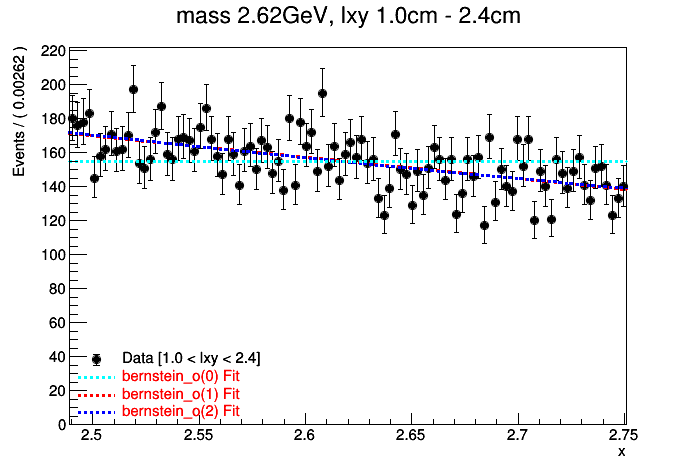 mass 2.62GeV, lxy 1.0cm - 2.4cm
Events / ( 0.00262 )
220
200
180
160
140
120
100
80
60
40
20
0
Data [1.0 < lxy < 2.4]
bernstein_o(0) Fit
bernstein_o(1) Fit
bernstein_o(2) Fit
2.5 2.55 2.6 2.65 2.7 2.75
x